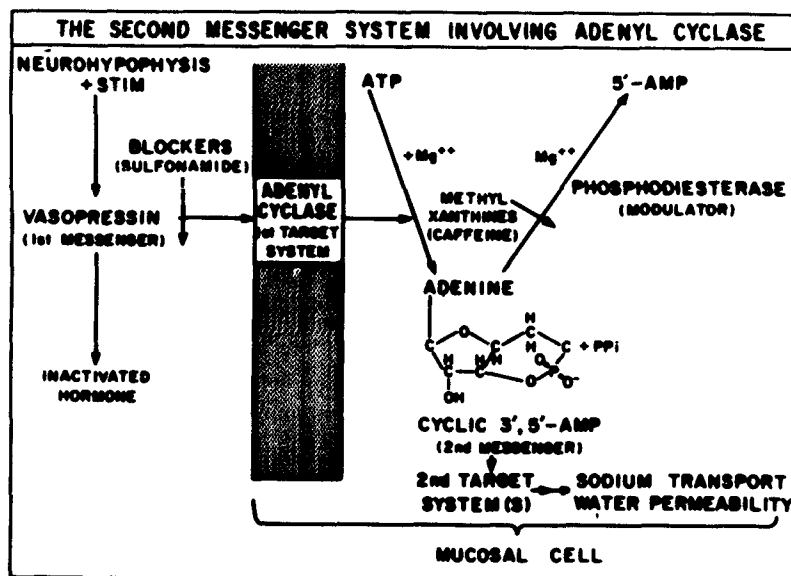 THE SECOND MESSENGER SYSTEM INVOLVING ADENYL CYCLASE
NEUROHYPOPHYSIS
+ STIM
BLOCKERS
(SULFONAMIDE)
VASOPRESSIN
(1st MESSENGER)
INACTIVATED
HORMONE
ADENYL
CYCLASE
1st TARGET
SYSTEM
ATP
5'-AMP
+Mg++
Mg++
METHYL
XANTHINES
(CAFFEINE)
PHOSPHODIESTERASE
(MODULATOR)
ADENINE
H
C O C C C + PPi
H H H H O P
C C O O-
OH
CYCLIC 3', 5'-AMP
(2nd MESSENGER)
2nd TARGET
SYSTEM(S)
SODIUM TRANSPORT
WATER PERMEABILITY
MUCOSAL CELL